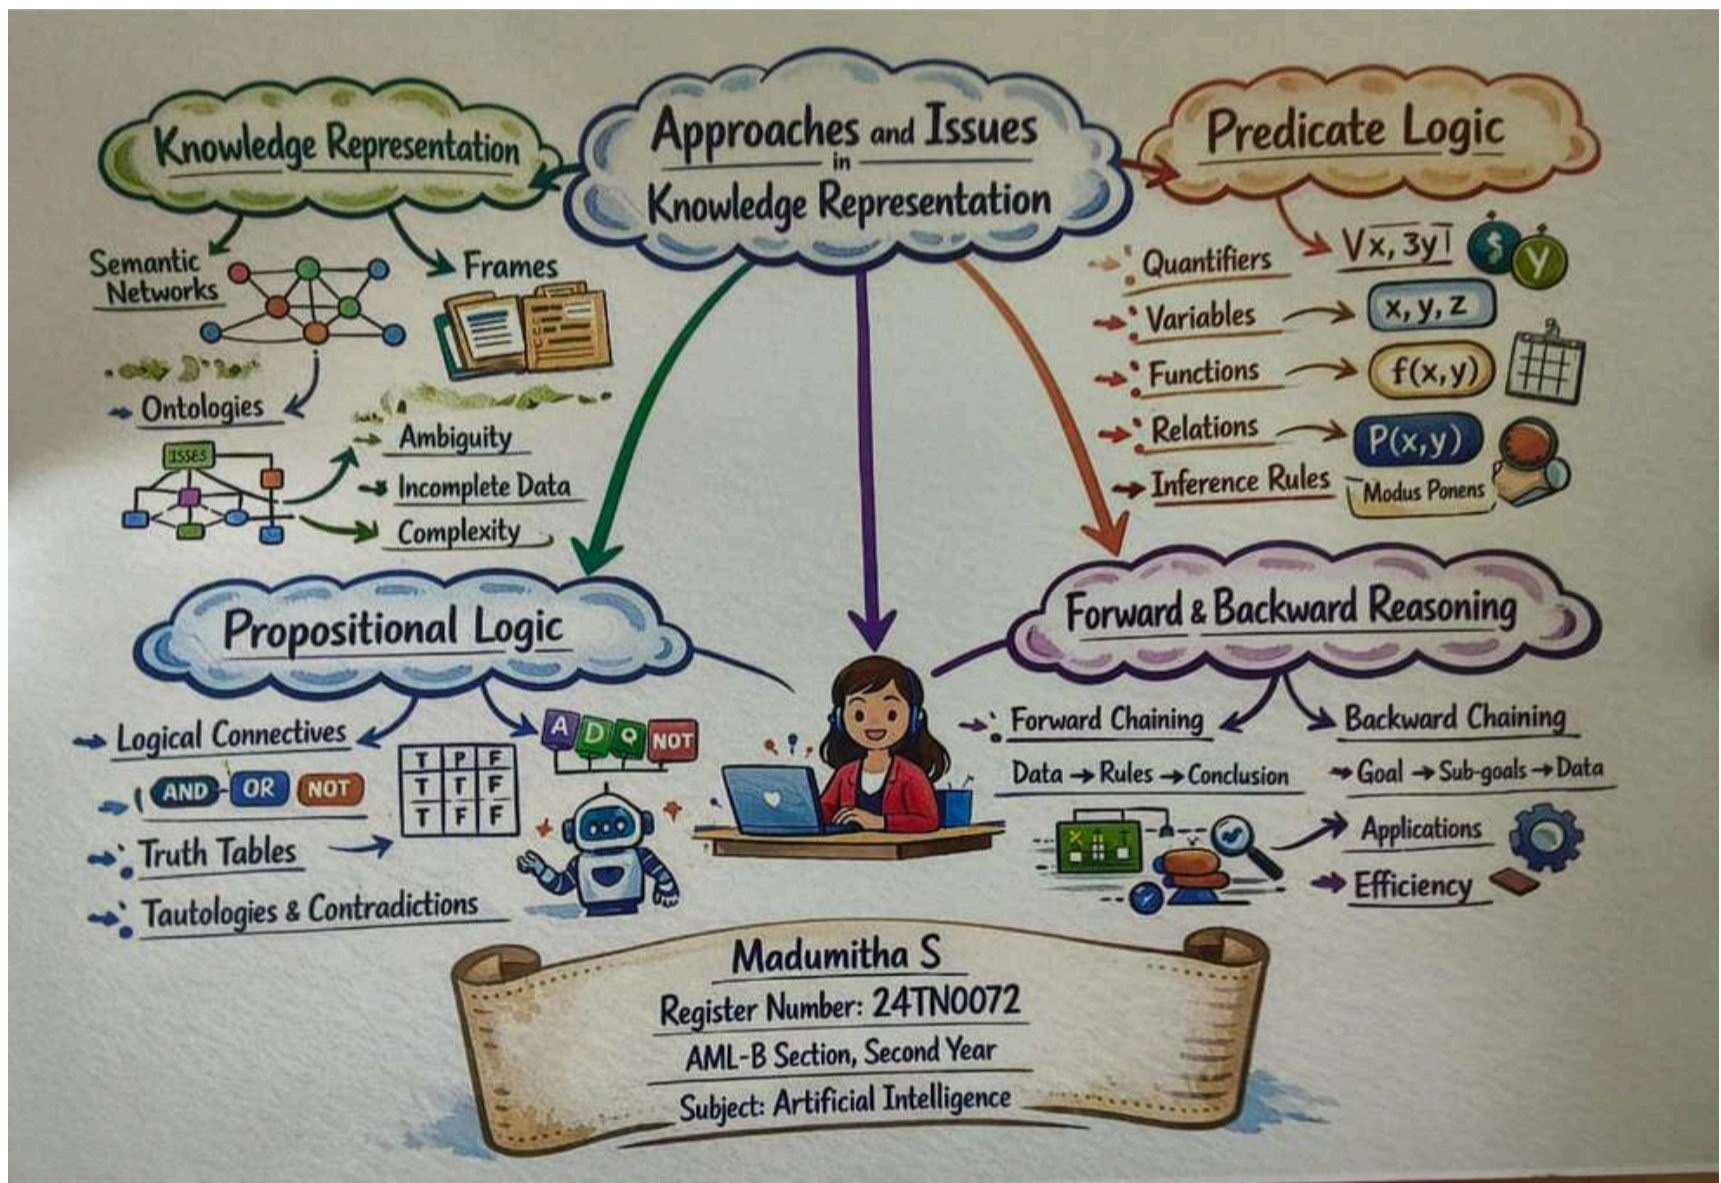 Approaches and Issues
in
Knowledge Representation
Knowledge Representation
Semantic
Networks
Frames
Ontologies
ISSES
Ambiguity
Incomplete Data
Complexity
Predicate Logic
Quantifiers
Vx, 3y
$
y
Variables
x, y, z
Functions
f(x,y)
Relations
P(x,y)
Inference Rules
Modus Ponens
Propositional Logic
Logical Connectives
AND OR NOT
A D Q NOT
T P F
T T F
T F F
Truth Tables
Tautologies & Contradictions
Forward & Backward Reasoning
Forward Chaining
Data → Rules → Conclusion
Backward Chaining
Goal → Sub-goals → Data
Applications
Efficiency
Madumitha S
Register Number: 24TN0072
AML-B Section, Second Year
Subject: Artificial Intelligence